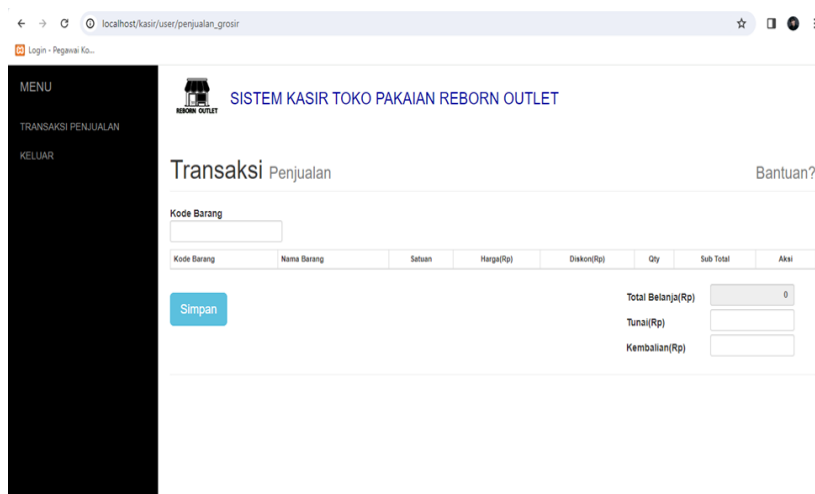 localhost/kasir/user/penjualan_grosir
Login - Pegawai Ko...
MENU
TRANSAKSI PENJUALAN
KELUAR
REBORN OUTLET
SISTEM KASIR TOKO PAKAIAN REBORN OUTLET
Transaksi Penjualan
Bantuan?
Kode Barang
Kode Barang Nama Barang Satuan Harga(Rp) Diskon(Rp) Qty Sub Total Aksi
Simpan
Total Belanja(Rp) 0
Tunai(Rp)
Kembalian(Rp)